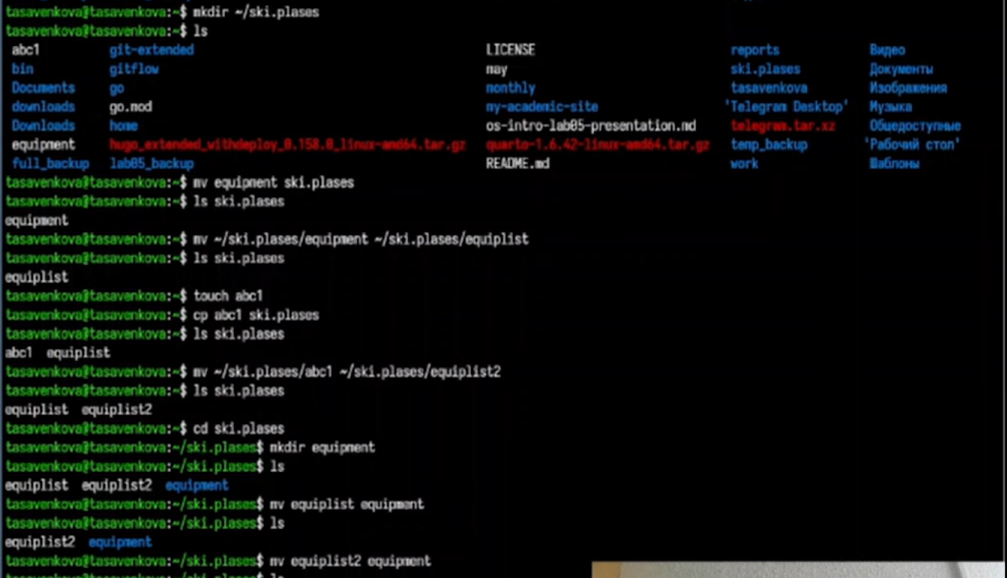 tasavenkova@tasavenkova:~$ mkdir ~/ski.plases
tasavenkova@tasavenkova:~$ ls
abc1 git-extended LICENSE reports Видео
bin gitflow may ski.plases Документы
Documents go monthly tasavenkova Изображения
downloads go.mod my-academic-site 'Telegram Desktop' Музыка
Downloads home os-intro-lab05-presentation.md telegram.tar.xz Общедоступные
equipment hugo_extended_withdeploy_0.158.0_linux-amd64.tar.gz quarto-1.6.42-linux-amd64.tar.gz temp_backup 'Рабочий стол'
full_backup lab05_backup README.md work Шаблоны
tasavenkova@tasavenkova:~$ mv equipment ski.plases
tasavenkova@tasavenkova:~$ ls ski.plases
equipment
tasavenkova@tasavenkova:~$ mv ~/ski.plases/equipment ~/ski.plases/equiplist
tasavenkova@tasavenkova:~$ ls ski.plases
equiplist
tasavenkova@tasavenkova:~$ touch abc1
tasavenkova@tasavenkova:~$ cp abc1 ski.plases
tasavenkova@tasavenkova:~$ ls ski.plases
abc1 equiplist
tasavenkova@tasavenkova:~$ mv ~/ski.plases/abc1 ~/ski.plases/equiplist2
tasavenkova@tasavenkova:~$ ls ski.plases
equiplist equiplist2
tasavenkova@tasavenkova:~$ cd ski.plases
tasavenkova@tasavenkova:~/ski.plases$ mkdir equipment
tasavenkova@tasavenkova:~/ski.plases$ ls
equiplist equiplist2 equipment
tasavenkova@tasavenkova:~/ski.plases$ mv equiplist equipment
tasavenkova@tasavenkova:~/ski.plases$ ls
equiplist2 equipment
tasavenkova@tasavenkova:~/ski.plases$ mv equiplist2 equipment